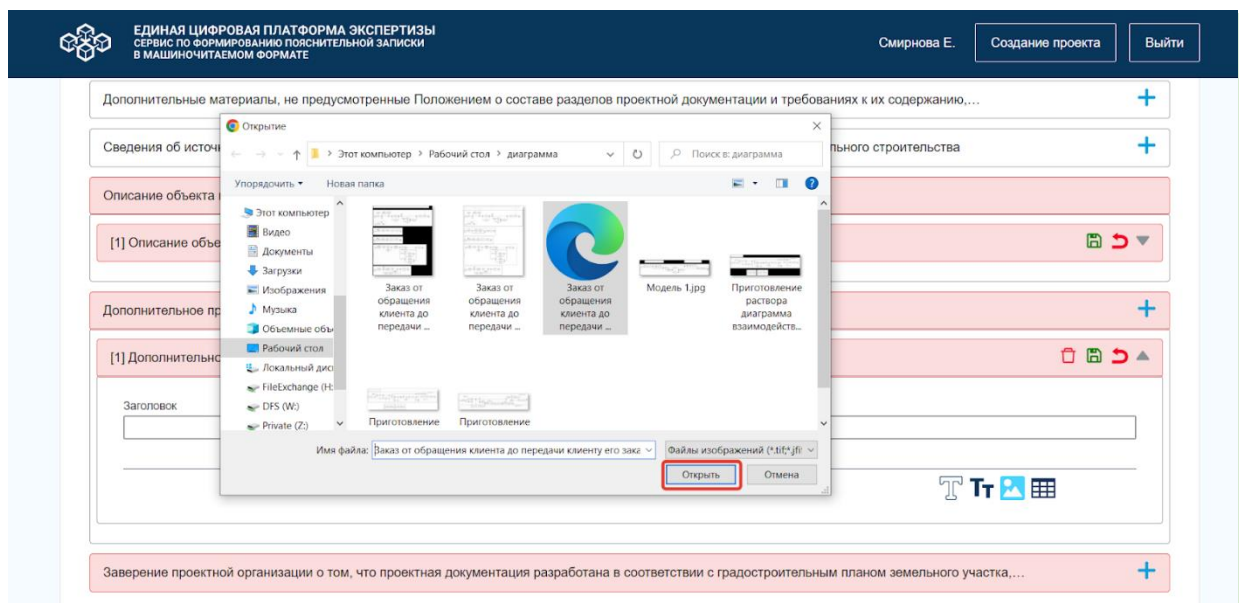 ЕДИНАЯ ЦИФРОВАЯ ПЛАТФОРМА ЭКСПЕРТИЗЫ
СЕРВИС ПО ФОРМИРОВАНИЮ ПОЯСНИТЕЛЬНОЙ ЗАПИСКИ
В МАШИНОЧИТАЕМОМ ФОРМАТЕ
Смирнова Е.
Создание проекта
Выйти
Дополнительные материалы, не предусмотренные Положением о составе разделов проектной документации и требованиях к их содержанию,…
Сведения об источ
льного строительства
Открытие
Этот компьютер > Рабочий стол > диаграмма
Поиск в: диаграмма
Упорядочить
Новая папка
Описание объекта
[1] Описание объе
Дополнительное пр
[1] Дополнительно
Заголовок
Этот компьютер
Видео
Документы
Загрузки
Изображения
Музыка
Объемные объ
Рабочий стол
Локальный дис
FileExchange (H:
DFS (W:)
Private (Z:)
Заказ от
обращения
клиента до
передачи ...
Заказ от
обращения
клиента до
передачи ...
Заказ от
обращения
клиента до
передачи ...
Модель 1.jpg
Приготовление
раствора
диаграмма
взаимодейств...
Приготовление
Приготовление
Имя файла:
Заказ от обращения клиента до передачи клиенту его зака
Файлы изображений (*.tif;*.jfi
Открыть
Отмена
Заверение проектной организации о том, что проектная документация разработана в соответствии с градостроительным планом земельного участка,…